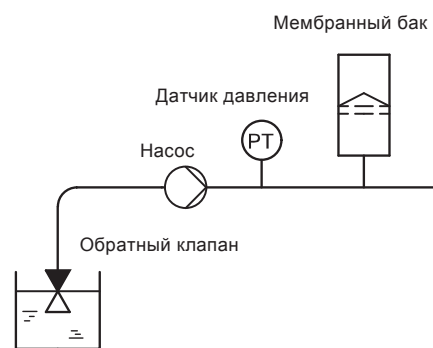 Мембранный бак
Датчик давления
PT
Насос
Обратный клапан